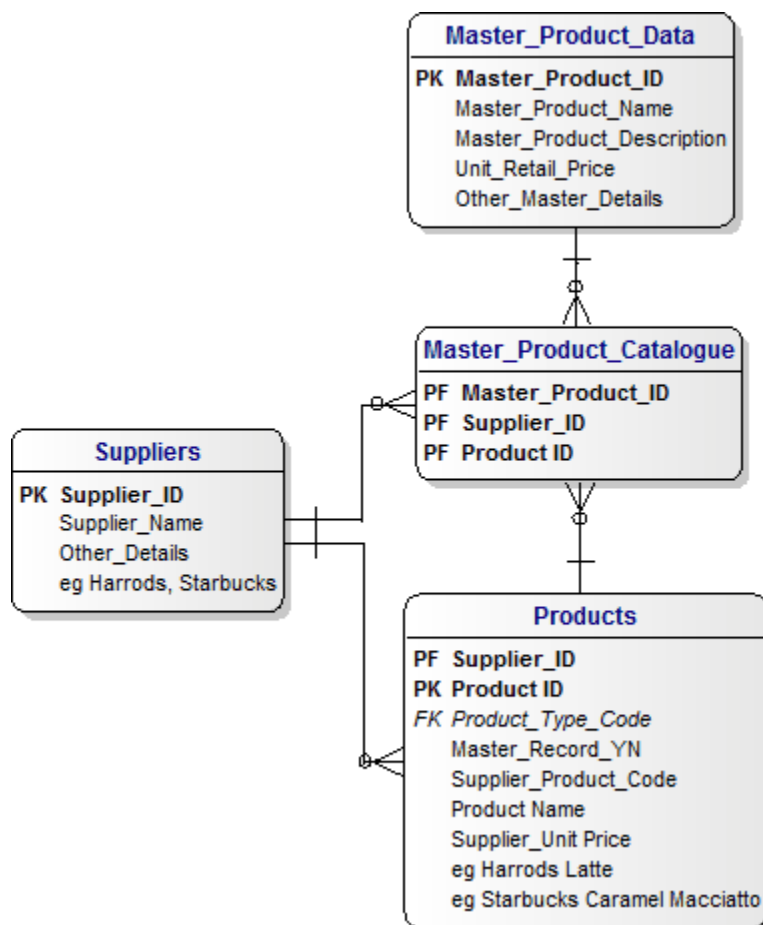 Master_Product_Data
PK Master_Product_ID
Master_Product_Name
Master_Product_Description
Unit_Retail_Price
Other_Master_Details
Master_Product_Catalogue
PF Master_Product_ID
PF Supplier_ID
PF Product ID
Suppliers
PK Supplier_ID
Supplier_Name
Other_Details
eg Harrods, Starbucks
Products
PF Supplier_ID
PK Product ID
FK Product_Type_Code
Master_Record_YN
Supplier_Product_Code
Product Name
Supplier_Unit Price
eg Harrods Latte
eg Starbucks Caramel Macciatto